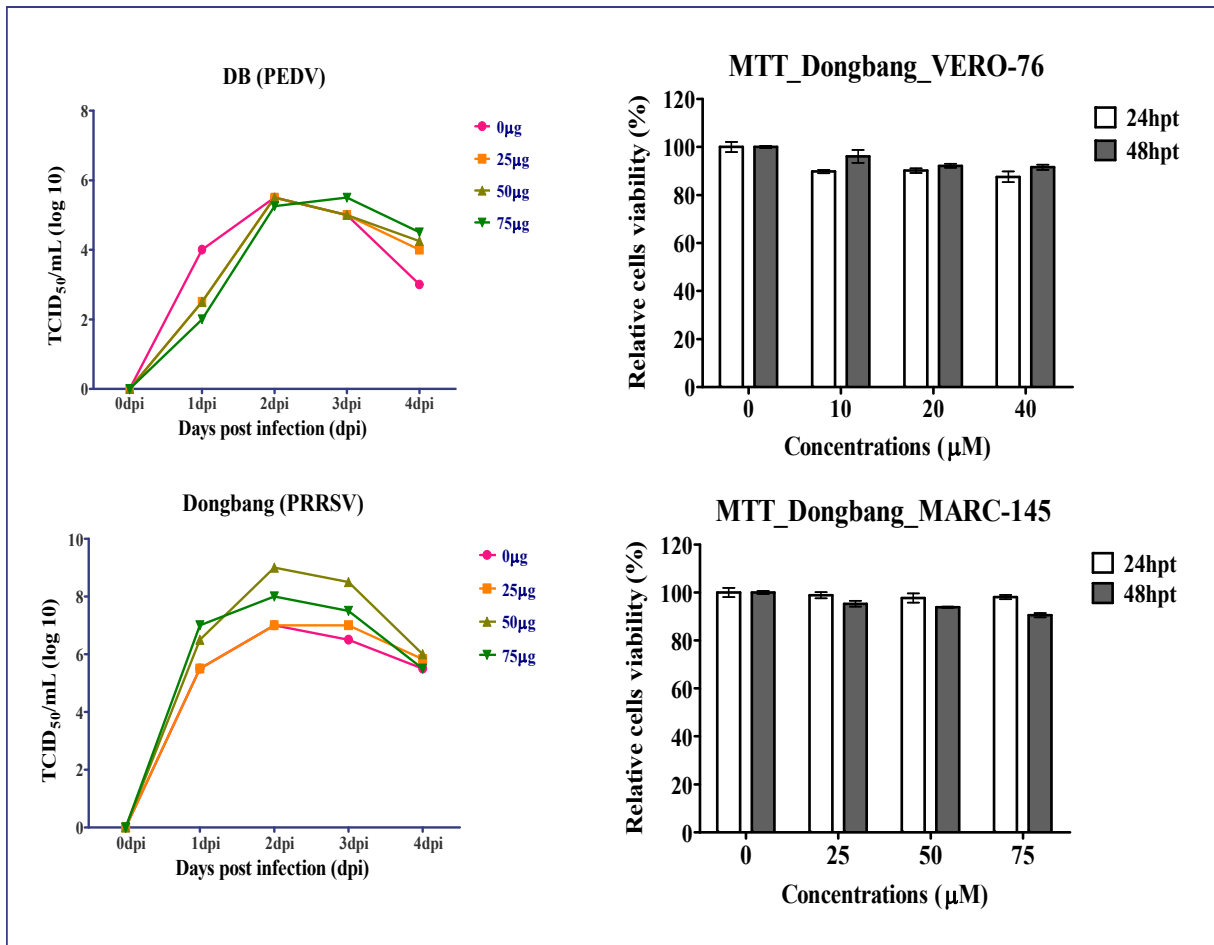 DB (PEDV)
8
6
4
2
0
TCID50/mL (log 10)
0dpi 1dpi 2dpi 3dpi 4dpi
Days post infection (dpi)
0µg
25µg
50µg
75µg
MTT_Dongbang_VERO-76
120
100
80
60
40
20
0
Relative cells viability (%)
0 10 20 40
Concentrations (µM)
24hpt
48hpt
Dongbang (PRRSV)
10
8
6
4
2
0
TCID50/mL (log 10)
0dpi 1dpi 2dpi 3dpi 4dpi
Days post infection (dpi)
0µg
25µg
50µg
75µg
MTT_Dongbang_MARC-145
120
100
80
60
40
20
0
Relative cells viability (%)
0 25 50 75
Concentrations (µM)
24hpt
48hpt